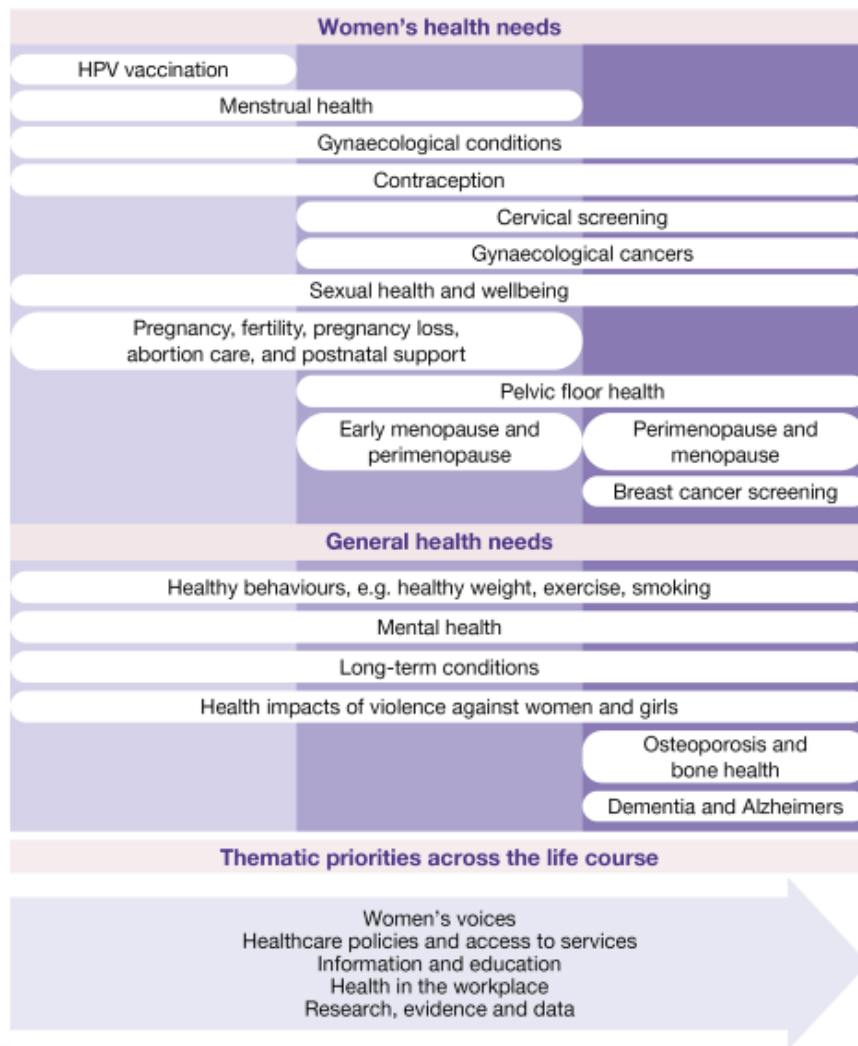 Women’s health needs
HPV vaccination
Menstrual health
Gynaecological conditions
Contraception
Cervical screening
Gynaecological cancers
Sexual health and wellbeing
Pregnancy, fertility, pregnancy loss,
abortion care, and postnatal support
Pelvic floor health
Early menopause and
perimenopause
Perimenopause and
menopause
Breast cancer screening
General health needs
Healthy behaviours, e.g. healthy weight, exercise, smoking
Mental health
Long-term conditions
Health impacts of violence against women and girls
Osteoporosis and
bone health
Dementia and Alzheimers
Thematic priorities across the life course
Women’s voices
Healthcare policies and access to services
Information and education
Health in the workplace
Research, evidence and data